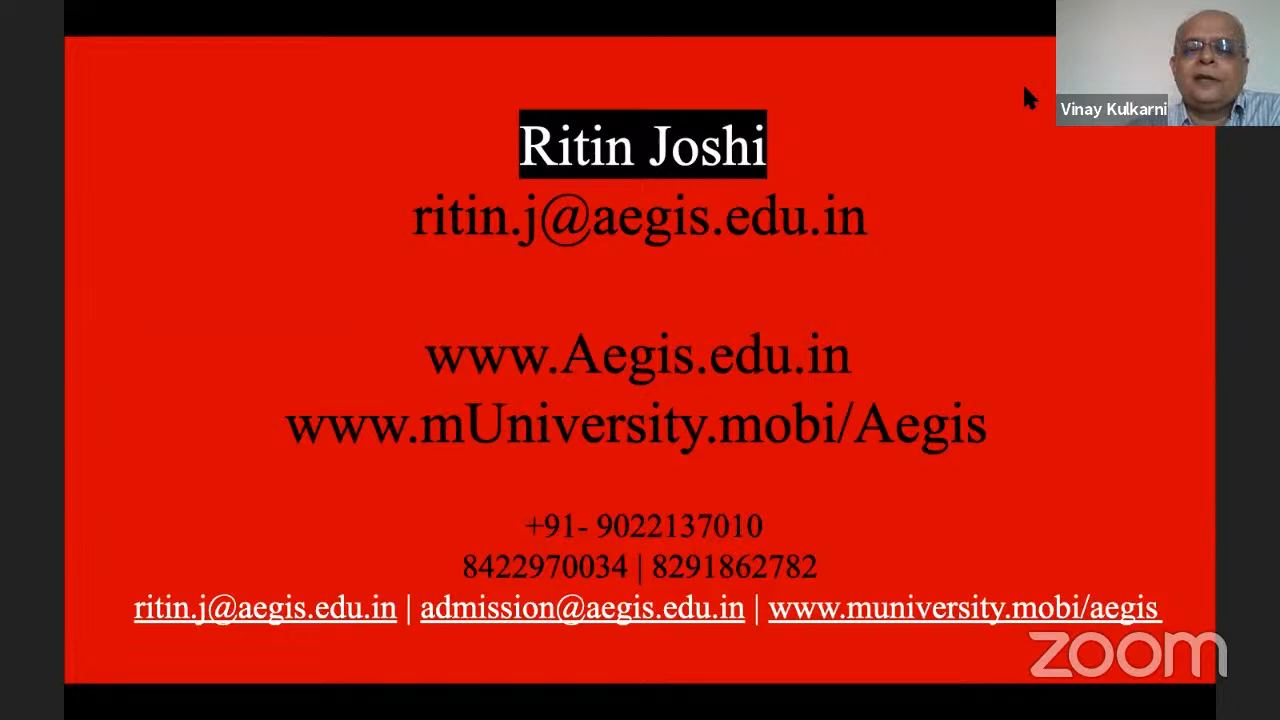 Ritin Joshi
ritin.j@aegis.edu.in
www.Aegis.edu.in
www.mUniversity.mobi/Aegis
+91- 9022137010
8422970034 | 8291862782
ritin.j@aegis.edu.in | admission@aegis.edu.in | www.muniversity.mobi/aegis
Vinay Kulkarni
zoom